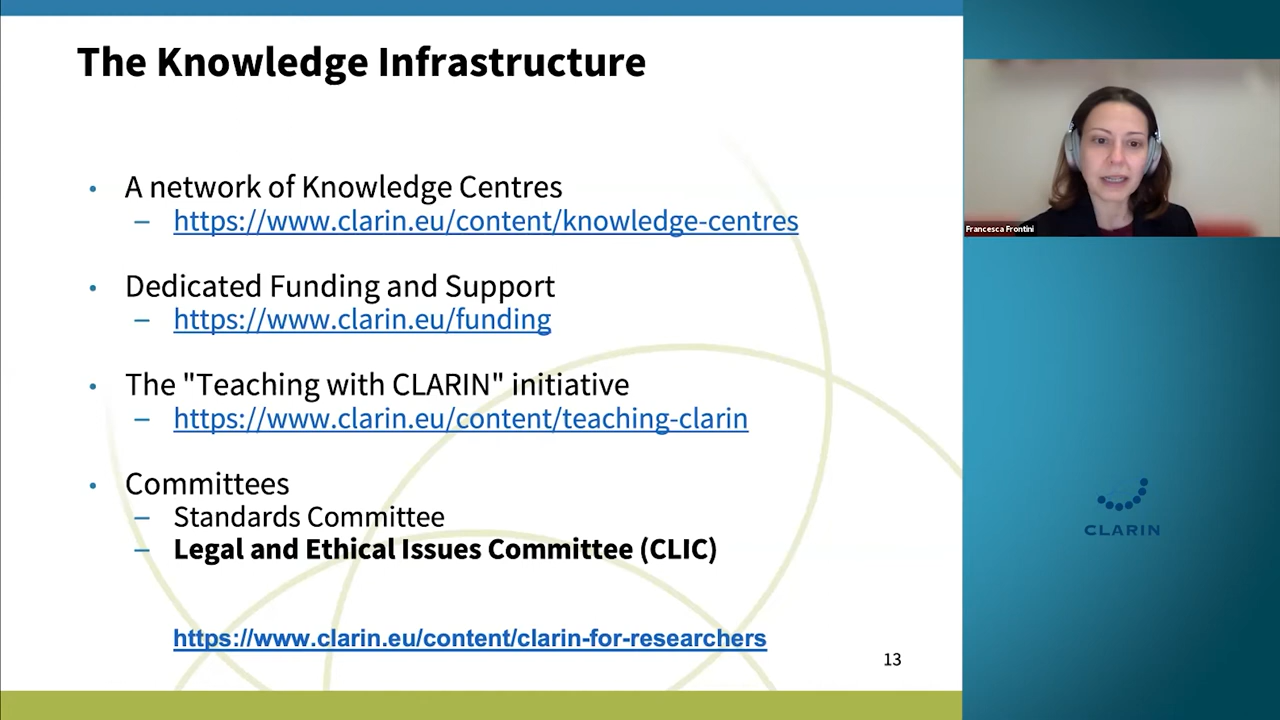 The Knowledge Infrastructure
• A network of Knowledge Centres
– https://www.clarin.eu/content/knowledge-centres
• Dedicated Funding and Support
– https://www.clarin.eu/funding
• The "Teaching with CLARIN" initiative
– https://www.clarin.eu/content/teaching-clarin
• Committees
– Standards Committee
– Legal and Ethical Issues Committee (CLIC)
https://www.clarin.eu/content/clarin-for-researchers
13
Francesca Frontini
CLARIN